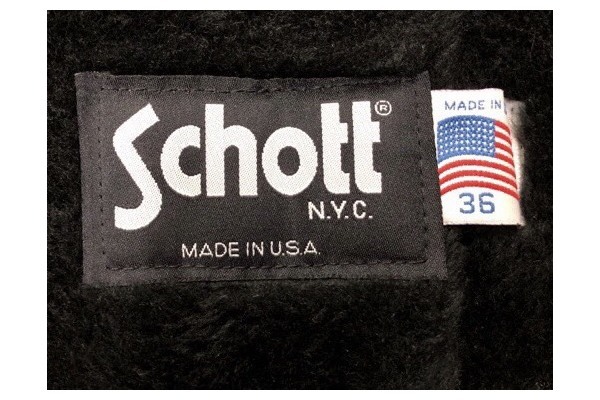 Schott®
N.Y.C.
MADE IN U.S.A.
MADE IN
36